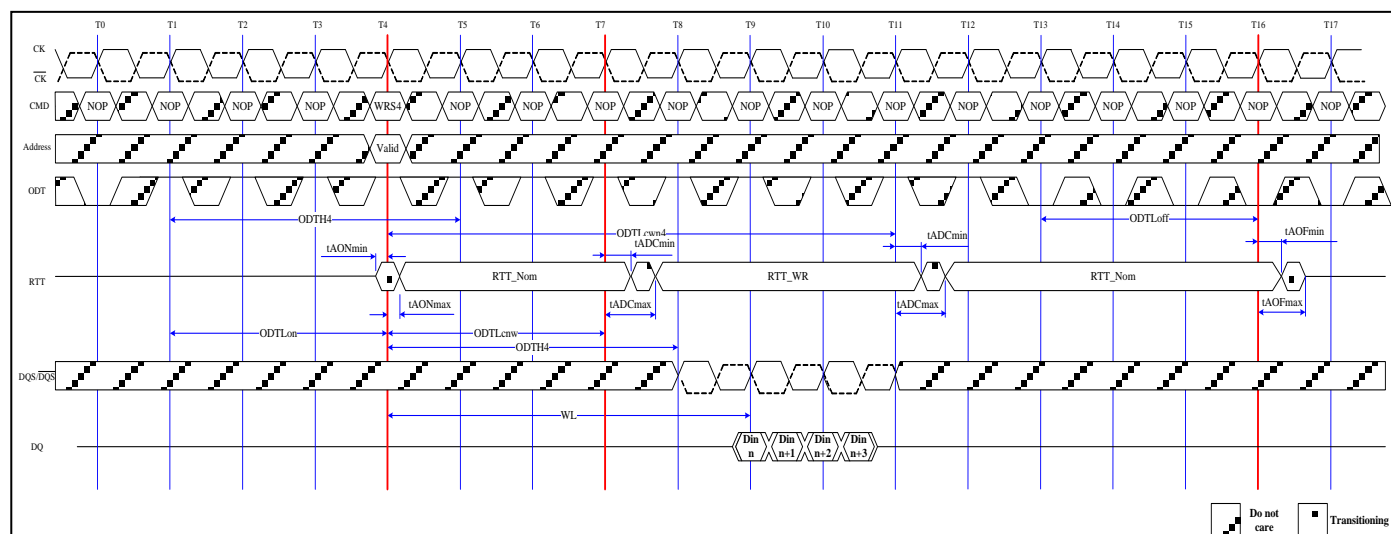 T0 T1 T2 T3 T4 T5 T6 T7 T8 T9 T10 T11 T12 T13 T14 T15 T16 T17
CK
CK
CMD NOP NOP NOP NOP WRS4 NOP NOP NOP NOP NOP NOP NOP NOP NOP NOP NOP NOP NOP
Address Valid
ODT
ODTH4 ODTLoff
ODTLcwn4
tAONmin tADCmin tADCmin tAOFmin
RTT RTT_Nom RTT_WR RTT_Nom
tAONmax tADCmax tADCmax tAOFmax
ODTLon ODTLcnw
ODTH4
DQS/DQS
WL
DQ Din n Din n+1 Din n+2 Din n+3
Do not care Transitioning